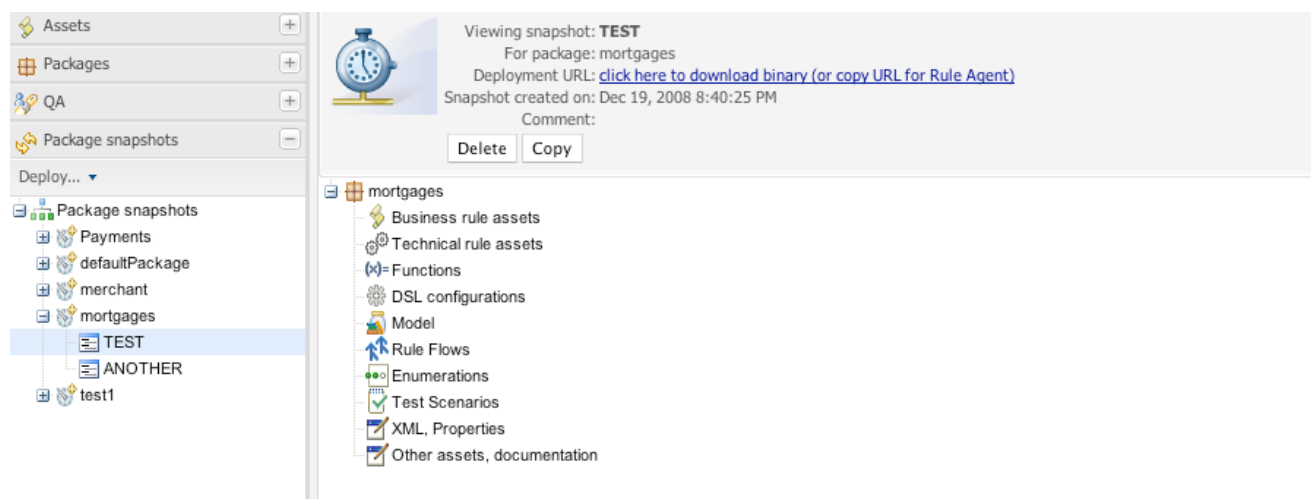 Assets
Packages
QA
Package snapshots
Deploy...
Package snapshots
Payments
defaultPackage
merchant
mortgages
TEST
ANOTHER
test1
Viewing snapshot: TEST
For package: mortgages
Deployment URL: click here to download binary (or copy URL for Rule Agent)
Snapshot created on: Dec 19, 2008 8:40:25 PM
Comment:
Delete Copy
mortgages
Business rule assets
Technical rule assets
(x)= Functions
DSL configurations
Model
Rule Flows
Enumerations
Test Scenarios
XML, Properties
Other assets, documentation